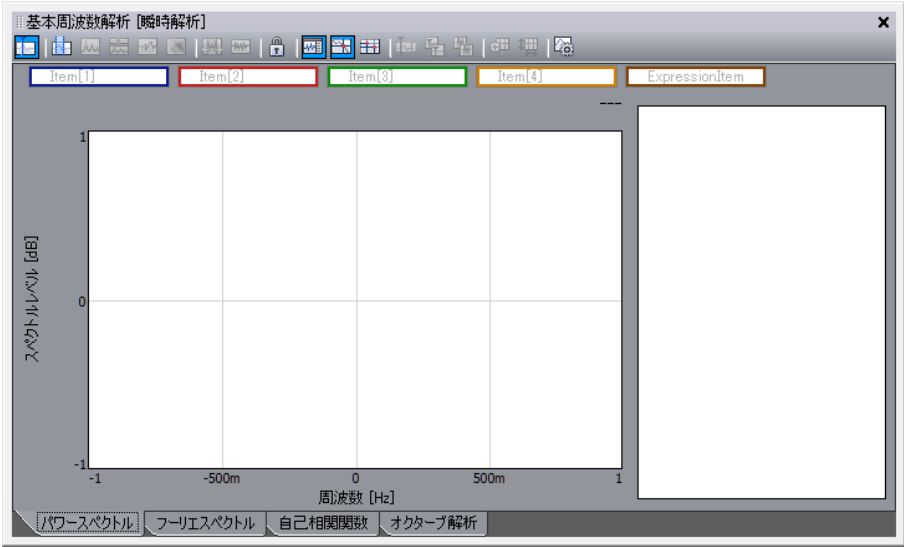 基本周波数解析 [瞬時解析]
Item[1] Item[2] Item[3] Item[4] ExpressionItem
---
1
0
-1
スペクトルレベル [dB]
-1 -500m 0 500m 1
周波数 [Hz]
パワースペクトル フーリエスペクトル 自己相関関数 オクターブ解析